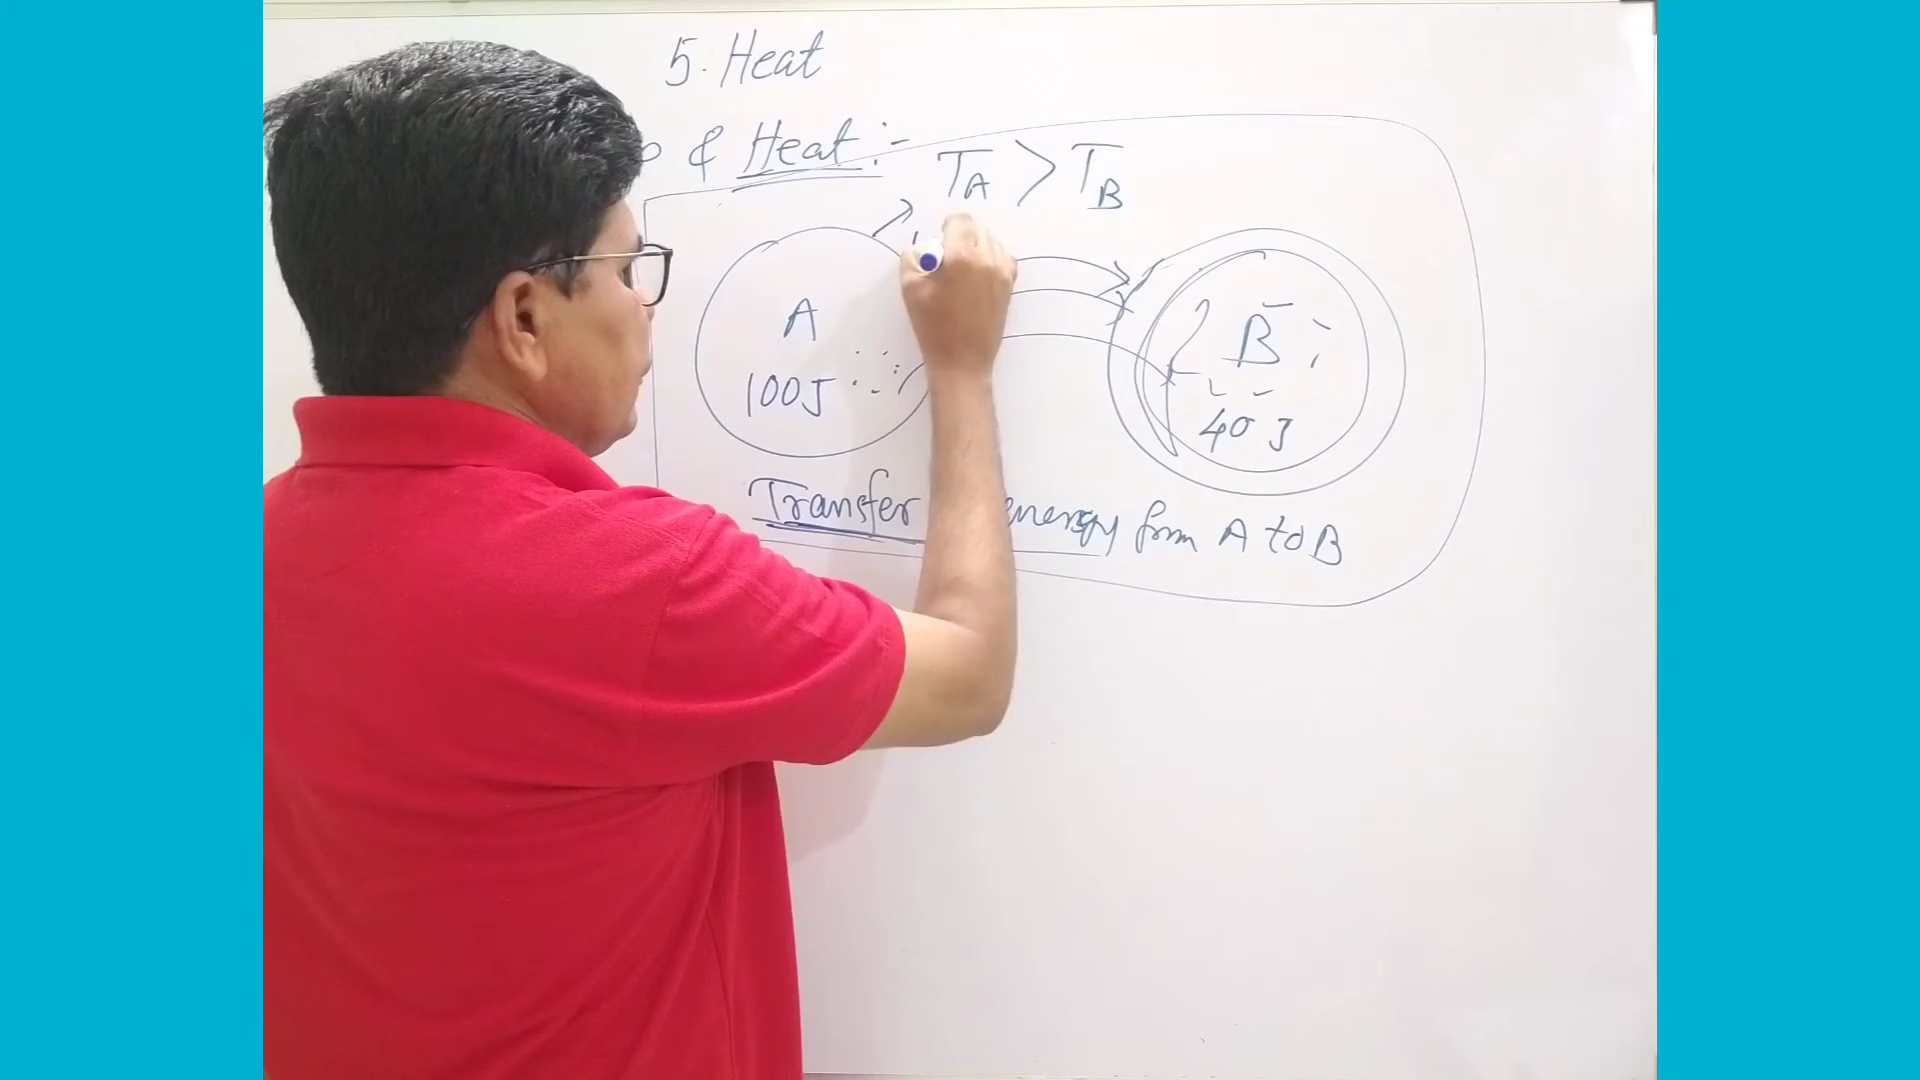 5. Heat
& Heat :-
TA > TB
A
100J
B
40 J
Transfer energy from A to B